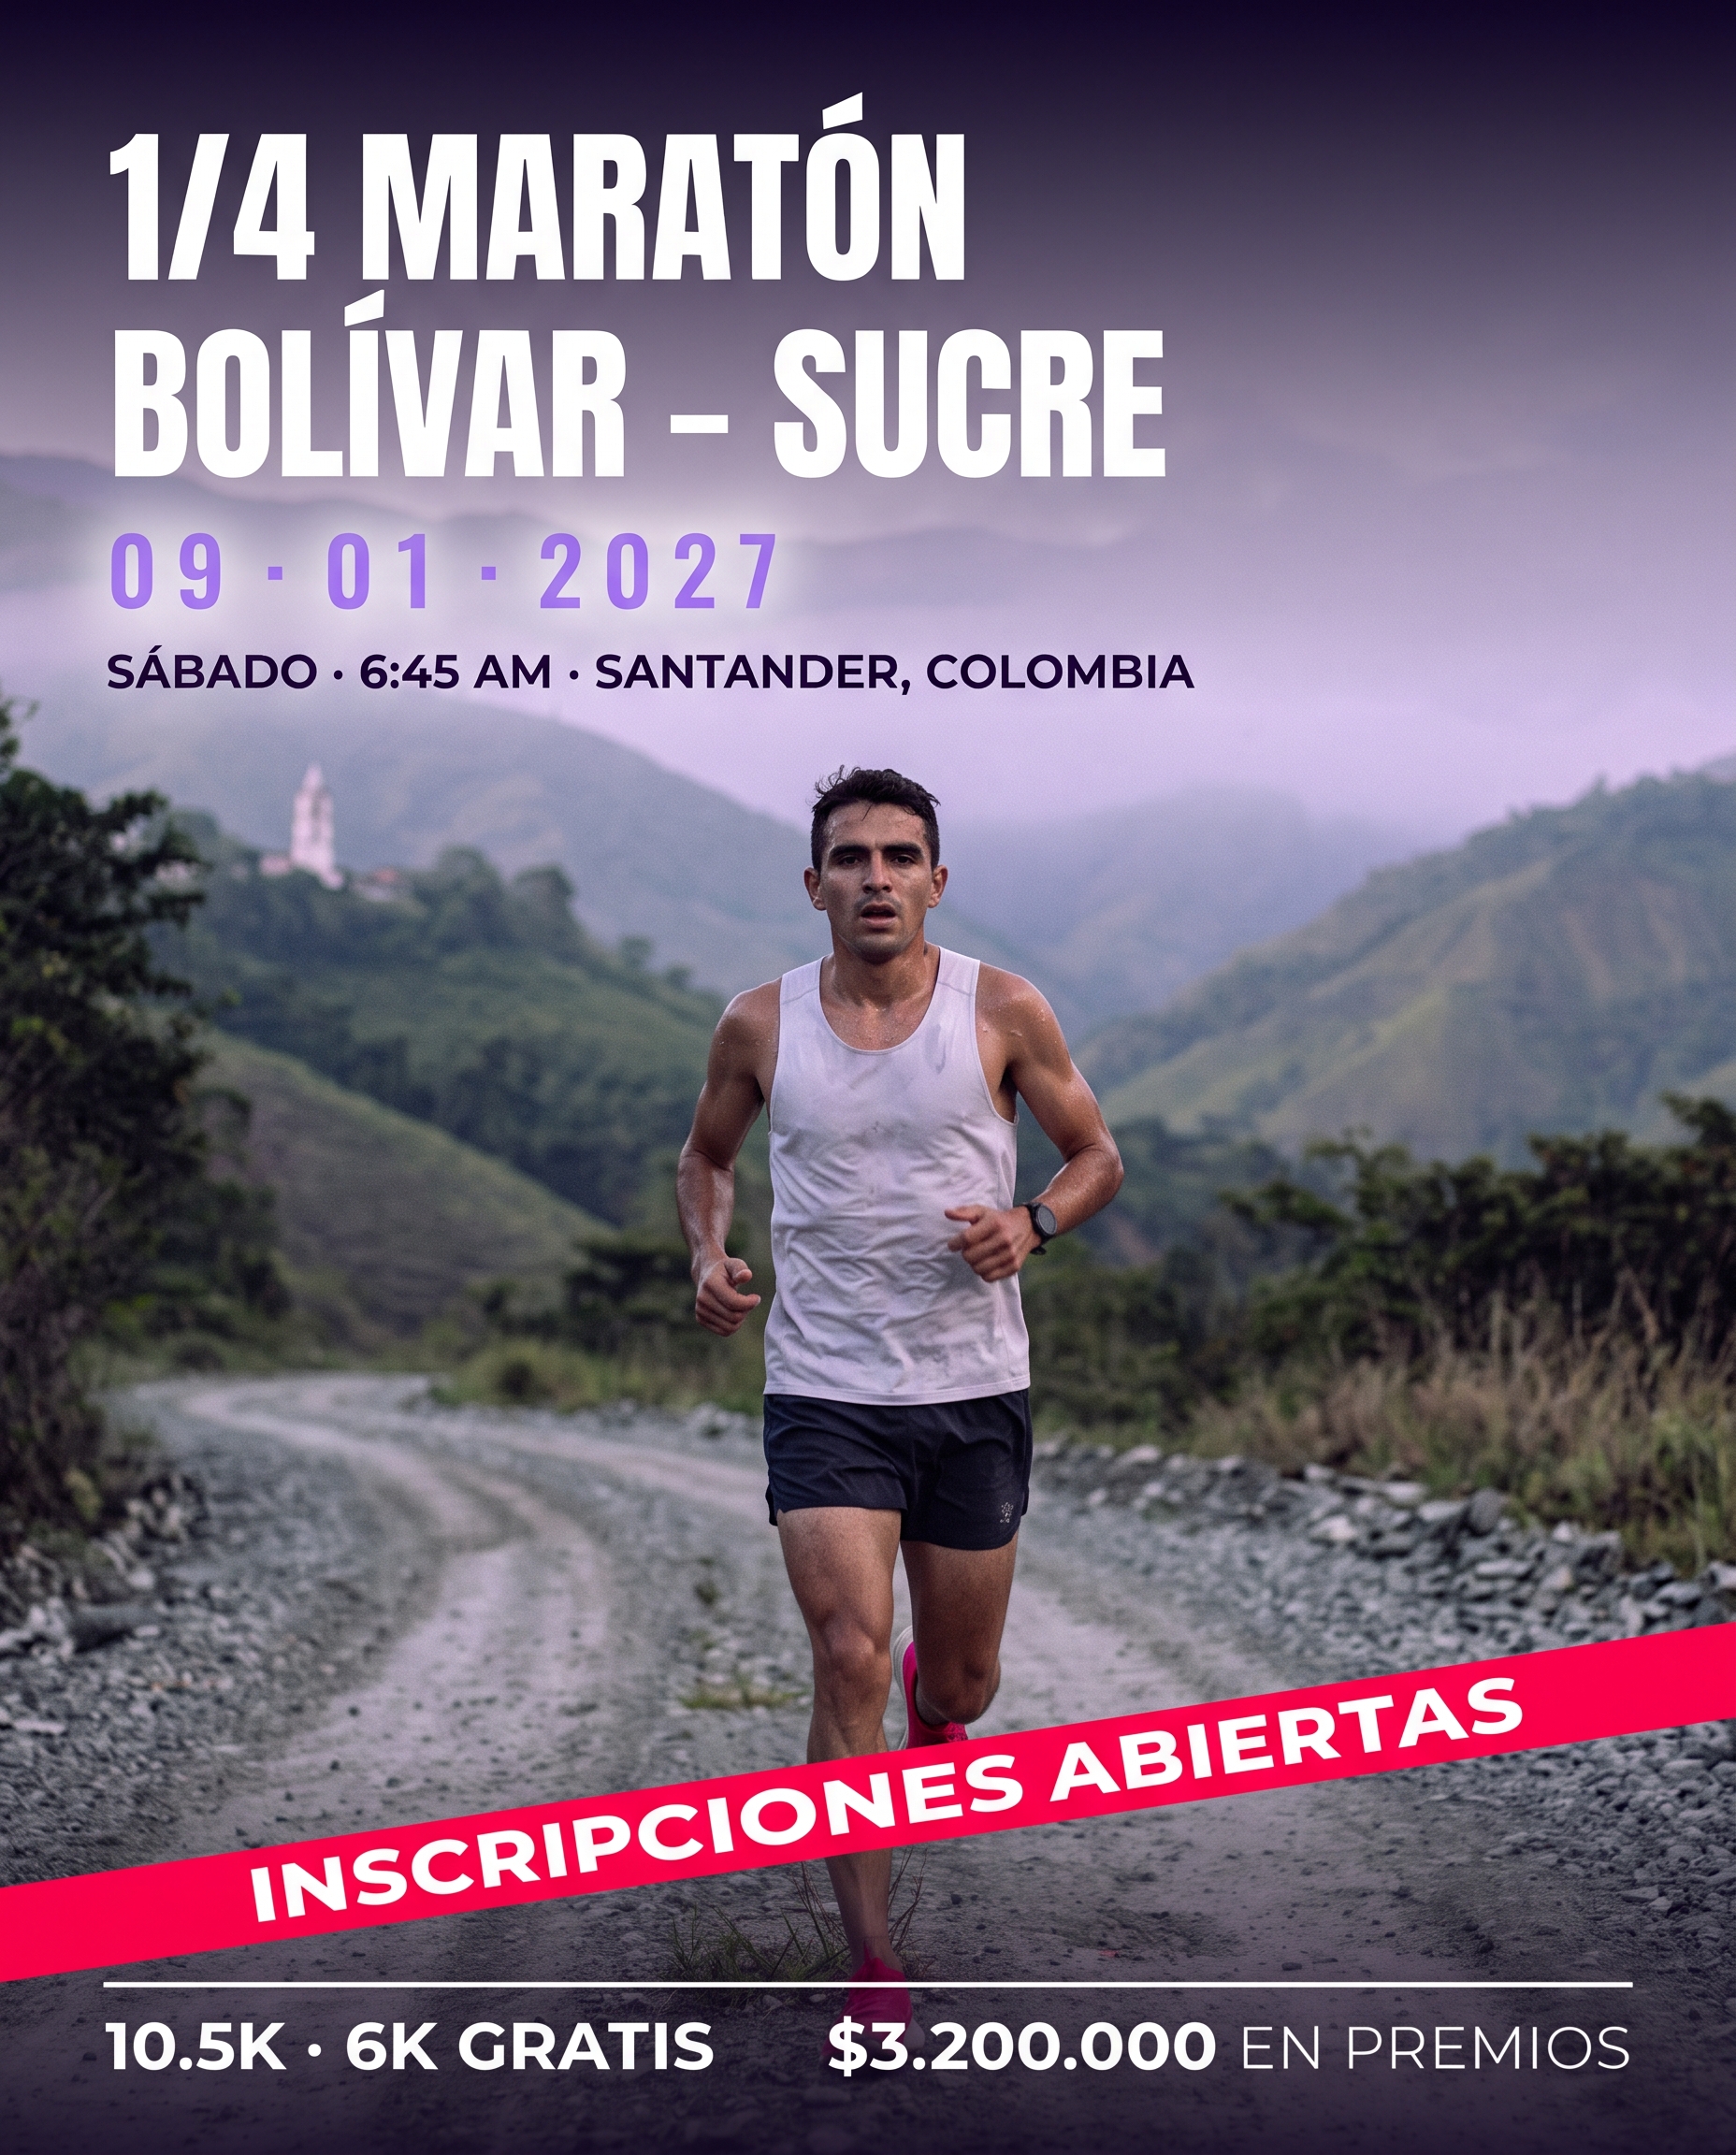 1/4 MARATÓN
BOLÍVAR – SUCRE
09 · 01 · 2027
SÁBADO · 6:45 AM · SANTANDER, COLOMBIA
INSCRIPCIONES ABIERTAS
10.5K · 6K GRATIS
$3.200.000 EN PREMIOS